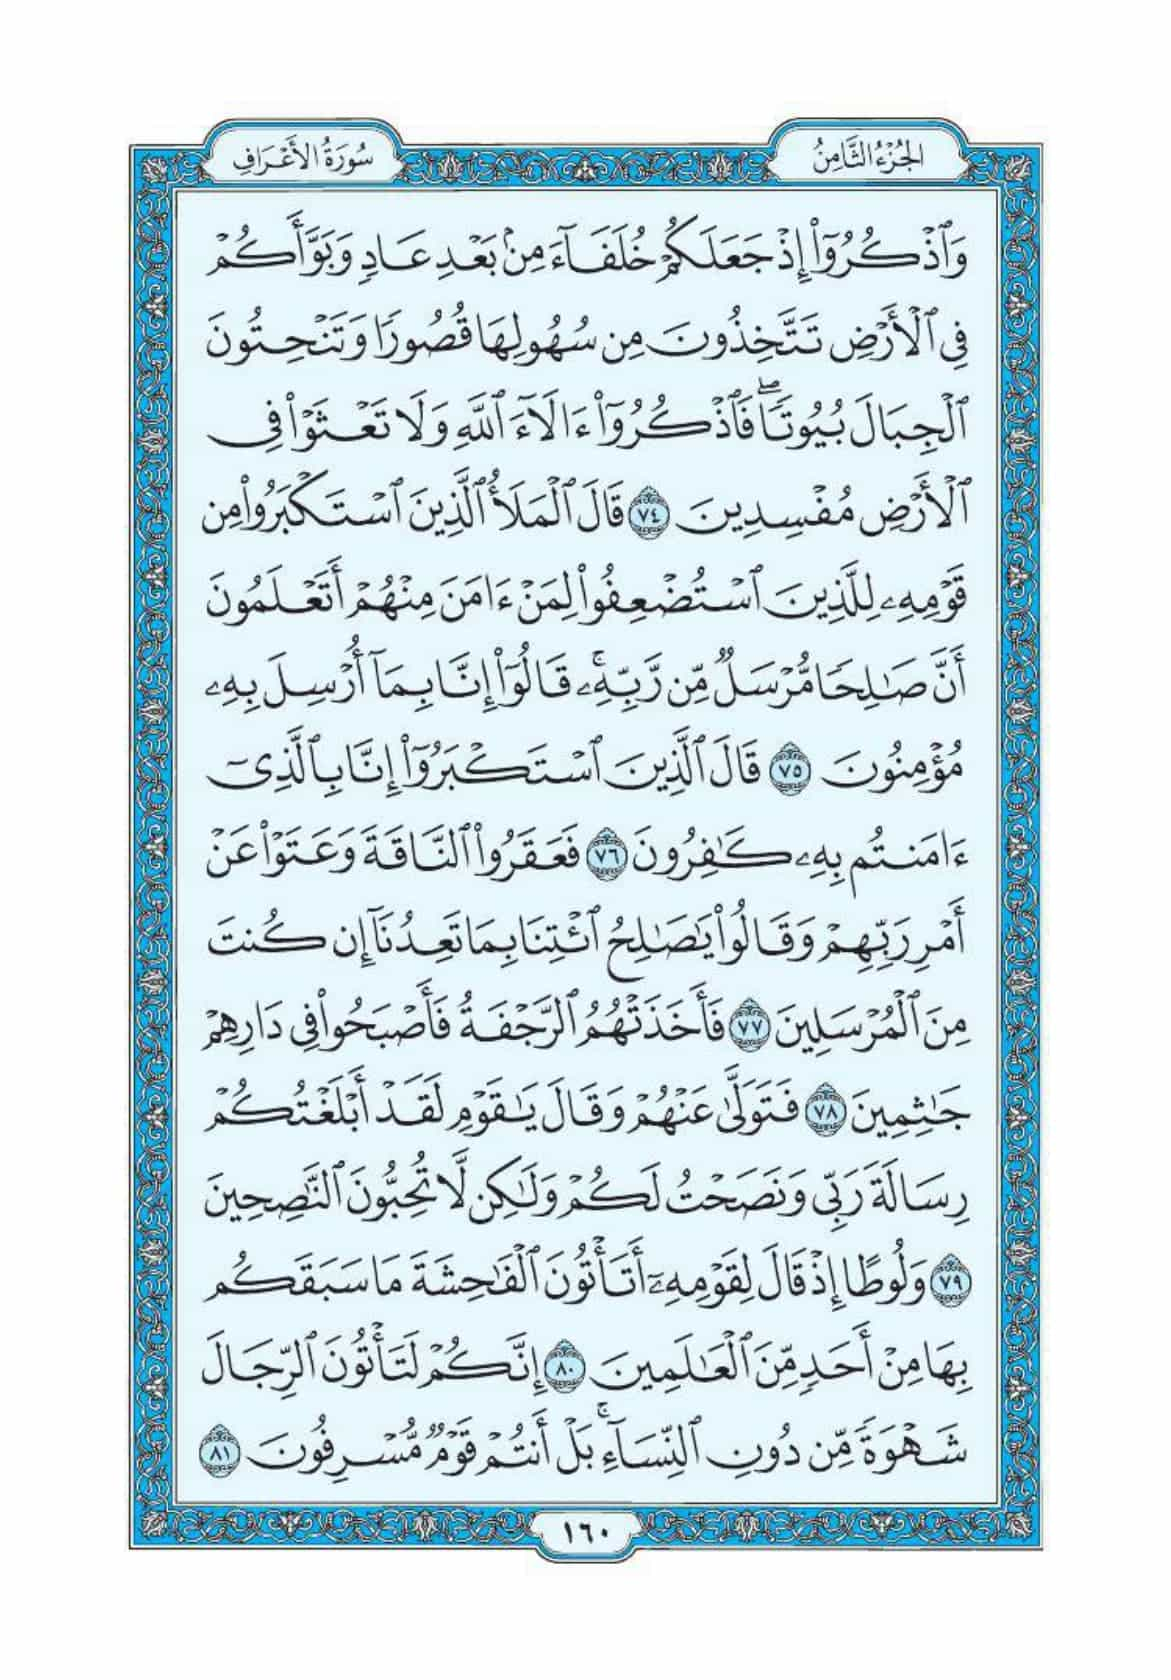 الجُزْءُ الثَّامِنُ
سُورَةُ الأَعْرَافِ
وَٱذْكُرُوٓا۟ إِذْ جَعَلَكُمْ خُلَفَآءَ مِنۢ بَعْدِ عَادٍ وَبَوَّأَكُمْ
فِى ٱلْأَرْضِ تَتَّخِذُونَ مِن سُهُولِهَا قُصُورًا وَتَنْحِتُونَ
ٱلْجِبَالَ بُيُوتًا ۖ فَٱذْكُرُوٓا۟ ءَالَآءَ ٱللَّهِ وَلَا تَعْثَوْا۟ فِى
ٱلْأَرْضِ مُفْسِدِينَ ٧٤ قَالَ ٱلْمَلَأُ ٱلَّذِينَ ٱسْتَكْبَرُوا۟ مِن
قَوْمِهِۦ لِلَّذِينَ ٱسْتُضْعِفُوا۟ لِمَنْ ءَامَنَ مِنْهُمْ أَتَعْلَمُونَ
أَنَّ صَـٰلِحًا مُّرْسَلٌ مِّن رَّبِّهِۦ ۚ قَالُوٓا۟ إِنَّا بِمَآ أُرْسِلَ بِهِۦ
مُؤْمِنُونَ ٧٥ قَالَ ٱلَّذِينَ ٱسْتَكْبَرُوٓا۟ إِنَّا بِٱلَّذِىٓ
ءَامَنتُم بِهِۦ كَـٰفِرُونَ ٧٦ فَعَقَرُوا۟ ٱلنَّاقَةَ وَعَتَوْا۟ عَنْ
أَمْرِ رَبِّهِمْ وَقَالُوا۟ يَـٰصَـٰلِحُ ٱئْتِنَا بِمَا تَعِدُنَآ إِن كُنتَ
مِنَ ٱلْمُرْسَلِينَ ٧٧ فَأَخَذَتْهُمُ ٱلرَّجْفَةُ فَأَصْبَحُوا۟ فِى دَارِهِمْ
جَـٰثِمِينَ ٧٨ فَتَوَلَّىٰ عَنْهُمْ وَقَالَ يَـٰقَوْمِ لَقَدْ أَبْلَغْتُكُمْ
رِسَالَةَ رَبِّى وَنَصَحْتُ لَكُمْ وَلَـٰكِن لَّا تُحِبُّونَ ٱلنَّـٰصِحِينَ
٧٩ وَلُوطًا إِذْ قَالَ لِقَوْمِهِۦٓ أَتَأْتُونَ ٱلْفَـٰحِشَةَ مَا سَبَقَكُم
بِهَا مِنْ أَحَدٍ مِّنَ ٱلْعَـٰلَمِينَ ٨٠ إِنَّكُمْ لَتَأْتُونَ ٱلرِّجَالَ
شَهْوَةً مِّن دُونِ ٱلنِّسَآءِ ۚ بَلْ أَنتُمْ قَوْمٌ مُّسْرِفُونَ ٨١
١٦٠